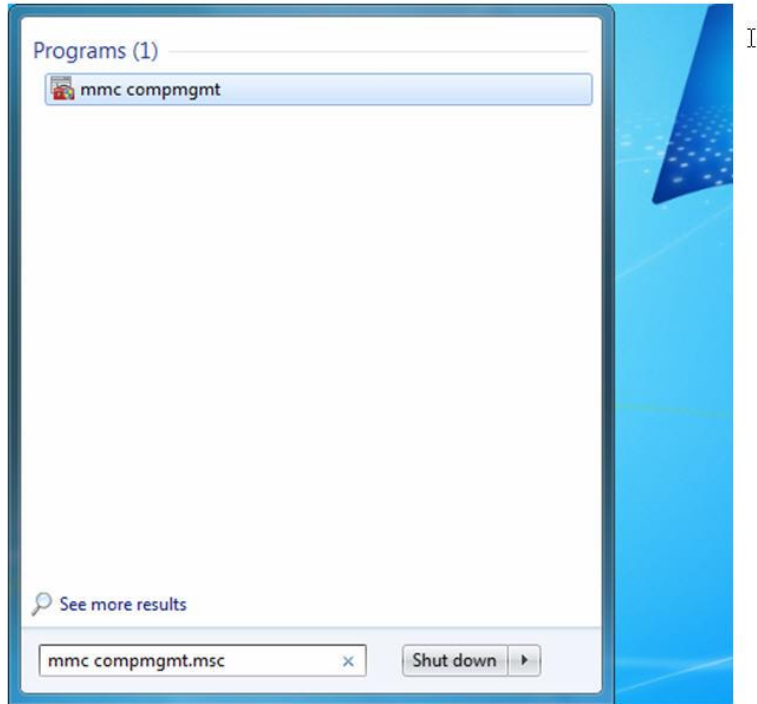 Programs (1)
mmc compmgmt
See more results
mmc compmgmt.msc
Shut down